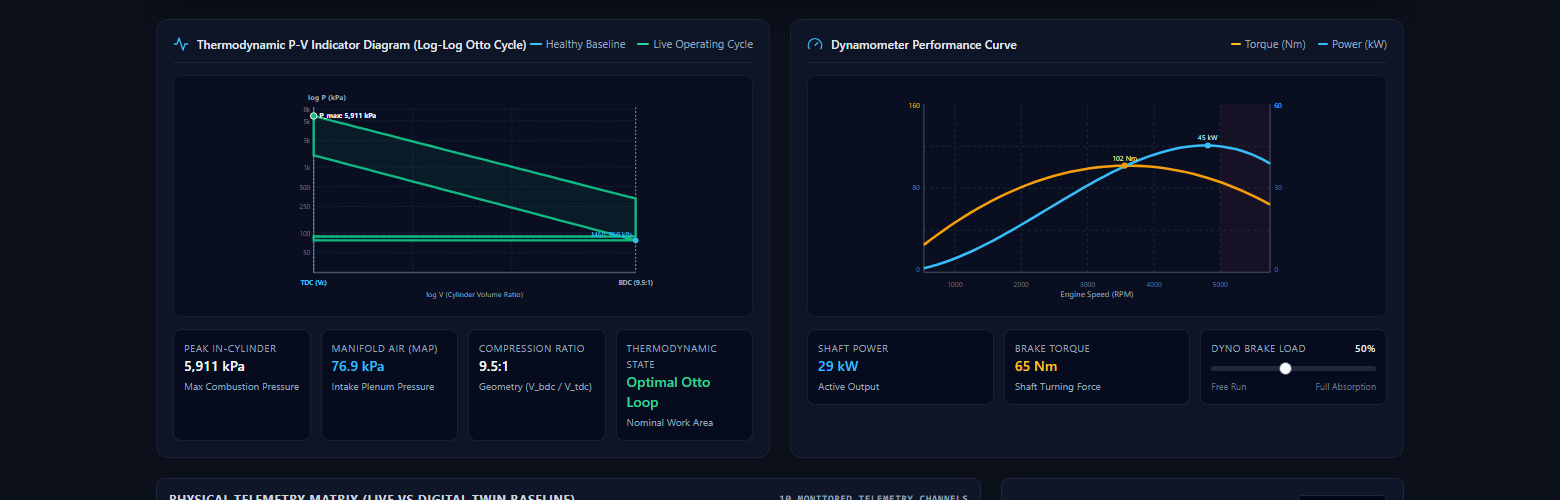 Thermodynamic P-V Indicator Diagram (Log-Log Otto Cycle)
Healthy Baseline
Live Operating Cycle
log P (kPa)
8k
P_max: 5,911 kPa
5k
3k
1k
500
250
100
50
TDC (Vc)
BDC (9.5:1)
log V (Cylinder Volume Ratio)
PEAK IN-CYLINDER
5,911 kPa
Max Combustion Pressure
MANIFOLD AIR (MAP)
76.9 kPa
Intake Plenum Pressure
COMPRESSION RATIO
9.5:1
Geometry (V_bdc / V_tdc)
THERMODYNAMIC
STATE
Optimal Otto
Loop
Nominal Work Area
Dynamometer Performance Curve
Torque (Nm)
Power (kW)
160
60
45 kW
102 Nm
80
30
0
0
1000
2000
3000
4000
5000
Engine Speed (RPM)
SHAFT POWER
29 kW
Active Output
BRAKE TORQUE
65 Nm
Shaft Turning Force
DYNO BRAKE LOAD
50%
Free Run
Full Absorption
PHYSICAL TELEMETRY MATRIX (LIVE VS DIGITAL TWIN BASELINE)
10 MONITORED TELEMETRY CHANNELS